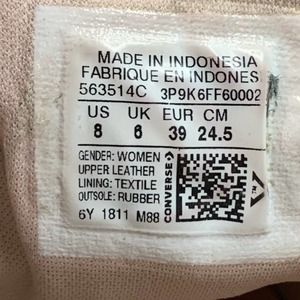 MADE IN INDONESIA
FABRIQUE EN INDONES
563514C 3P9K6FF60002
US UK EUR CM
8 6 39 24.5
GENDER: WOMEN
UPPER LEATHER
LINING: TEXTILE
OUTSOLE: RUBBER
6Y 1811 M88
CONVERSE